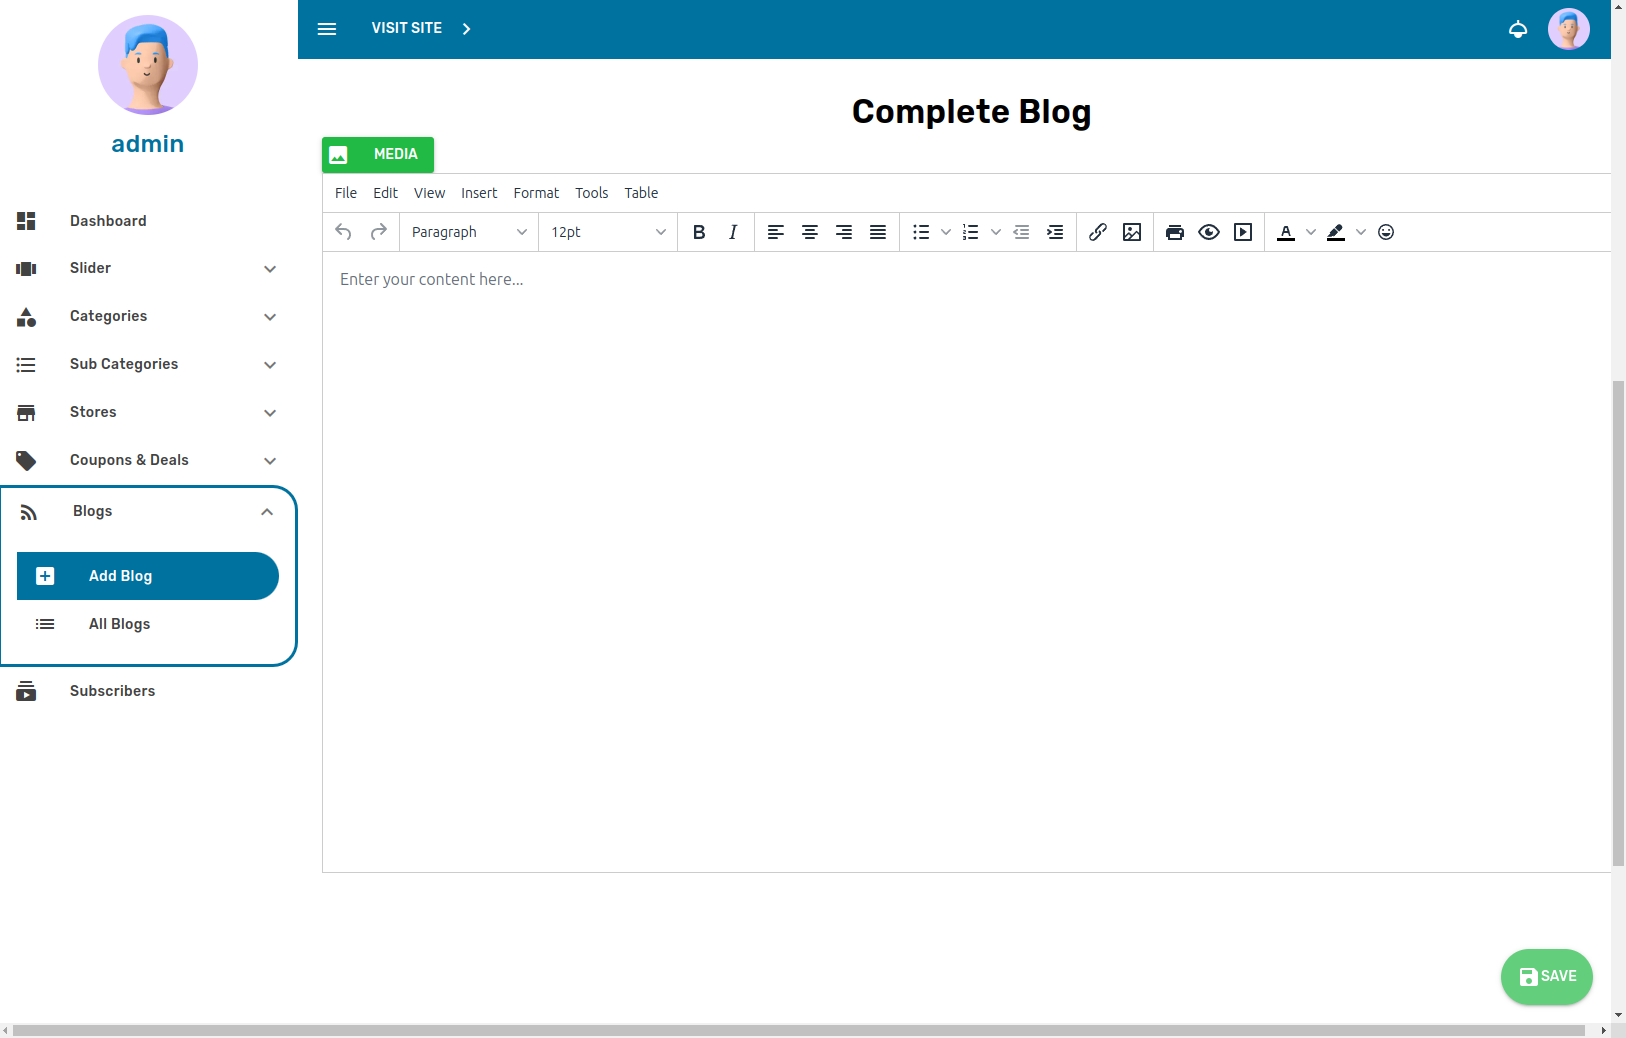 VISIT SITE
admin
Complete Blog
MEDIA
File Edit View Insert Format Tools Table
Paragraph 12pt
Enter your content here...
Dashboard
Slider
Categories
Sub Categories
Stores
Coupons & Deals
Blogs
Add Blog
All Blogs
Subscribers
SAVE